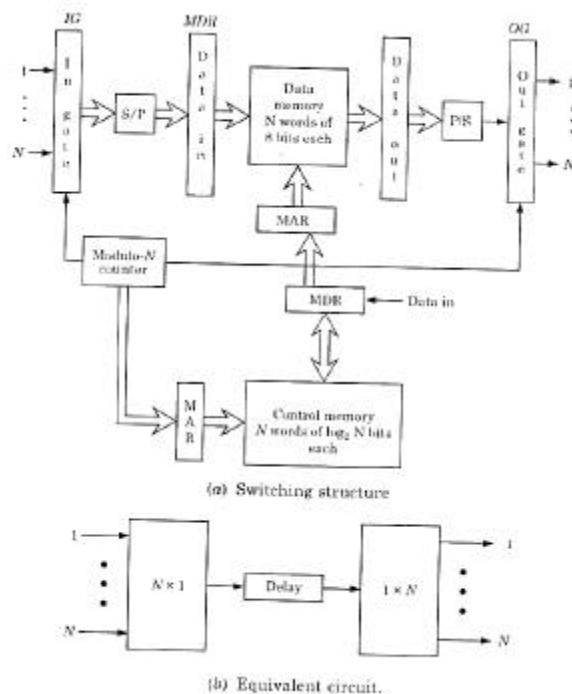 IG
MDR
OG
1
In gate
S/P
Data in
Data
memory
N words of
8 bits each
Data out
P/S
Out gate
1
N
N
MAR
Modulo-N
counter
MDR
Data in
MAR
Control memory
N words of log₂ N bits
each
(a) Switching structure
1
N × 1
Delay
1 × N
1
N
N
(b) Equivalent circuit.